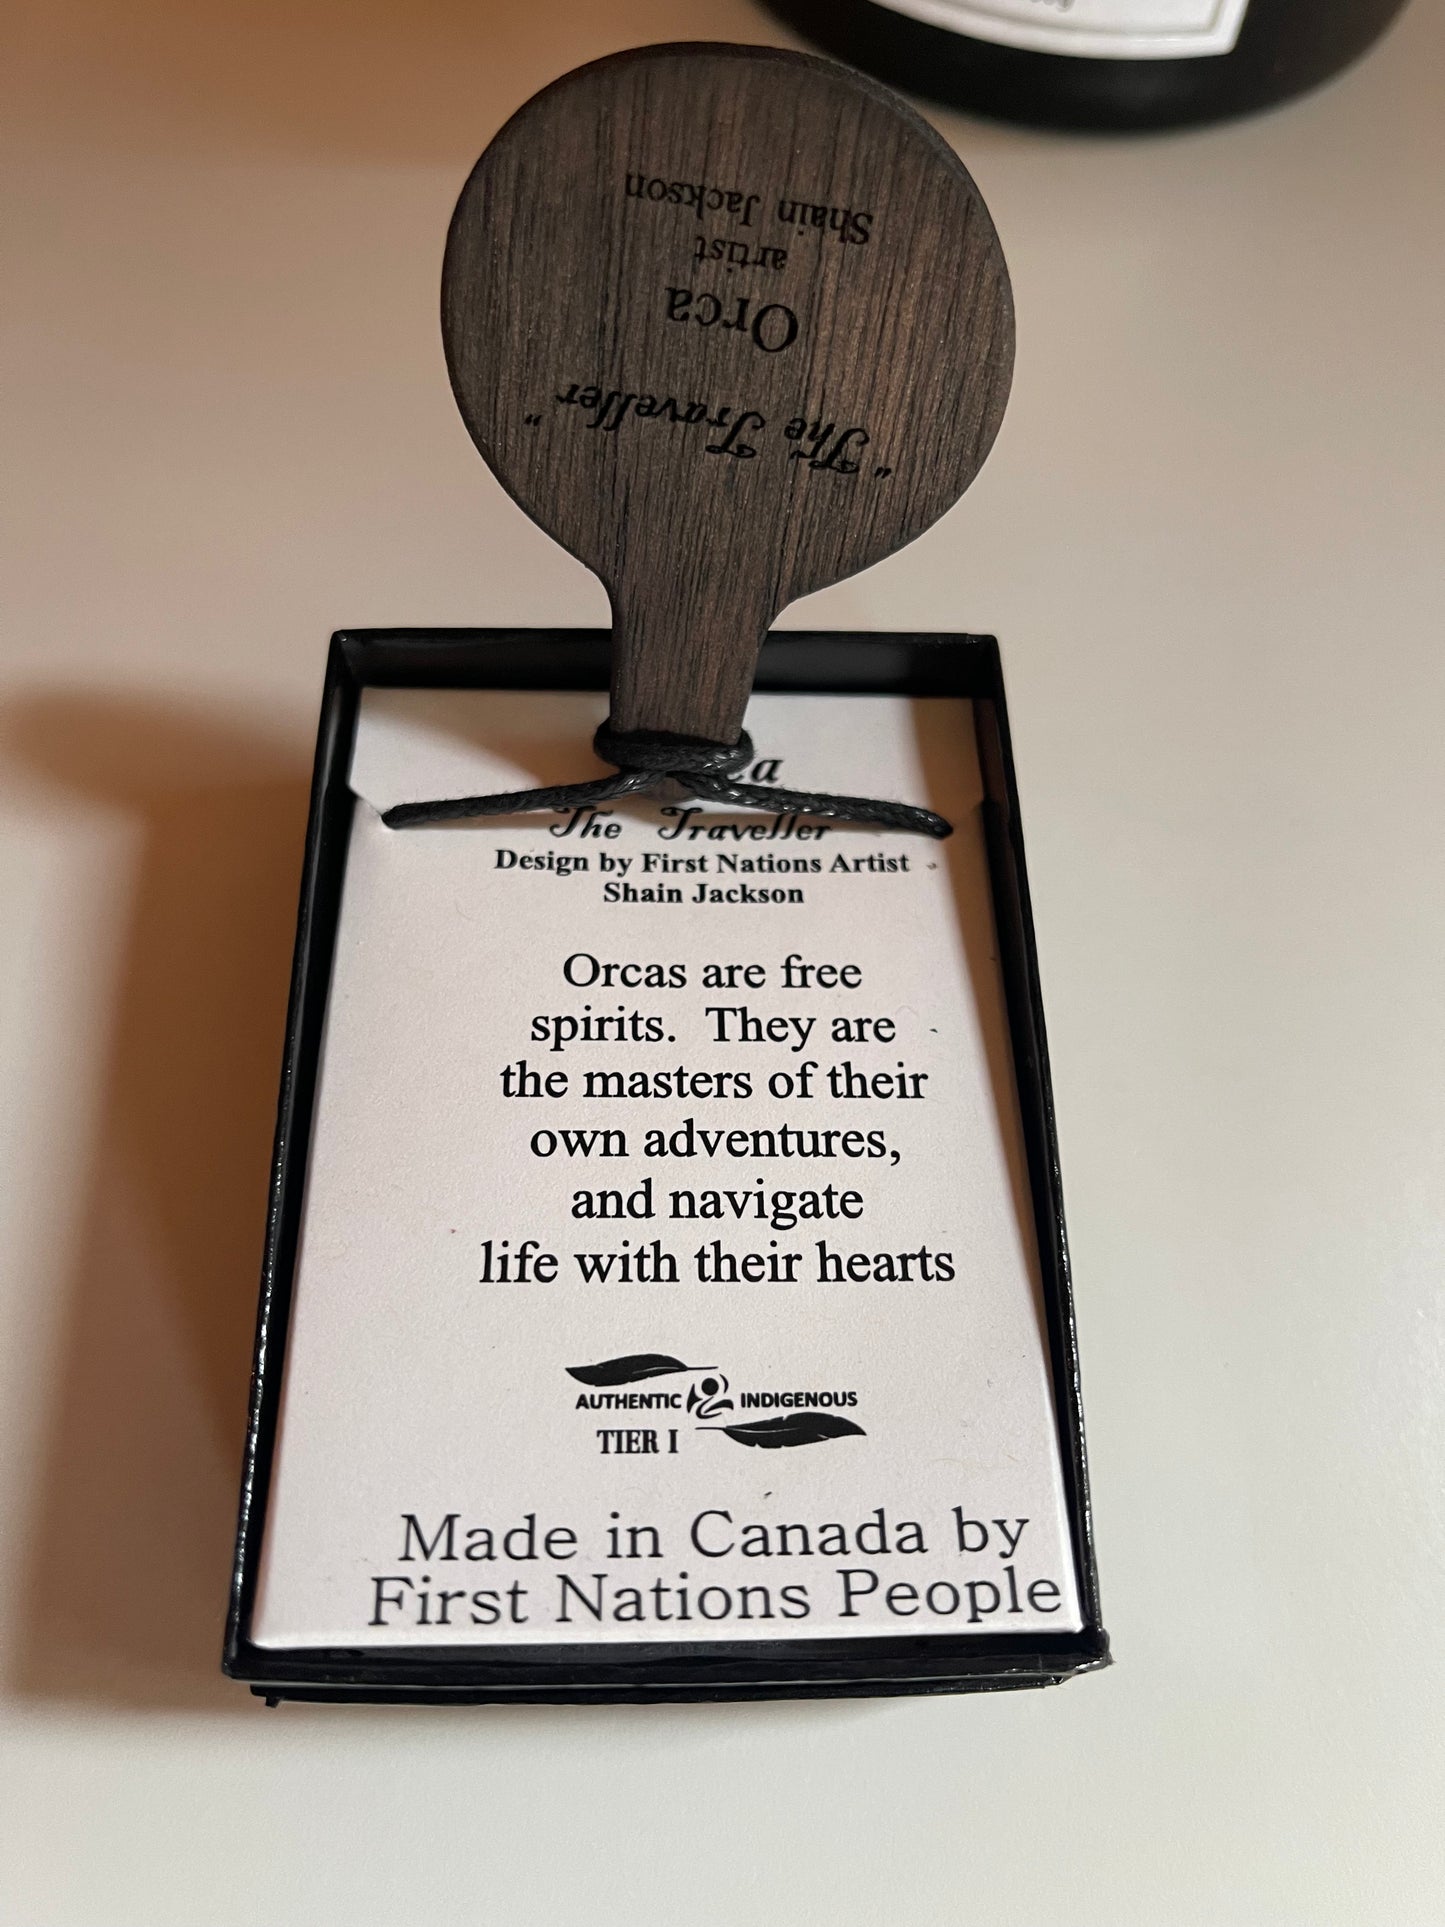 "The Traveller"
Orca
artist
Shain Jackson
The Traveller
Design by First Nations Artist
Shain Jackson
Orcas are free
spirits. They are
the masters of their
own adventures,
and navigate
life with their hearts
AUTHENTIC INDIGENOUS
TIER I
Made in Canada by
First Nations People